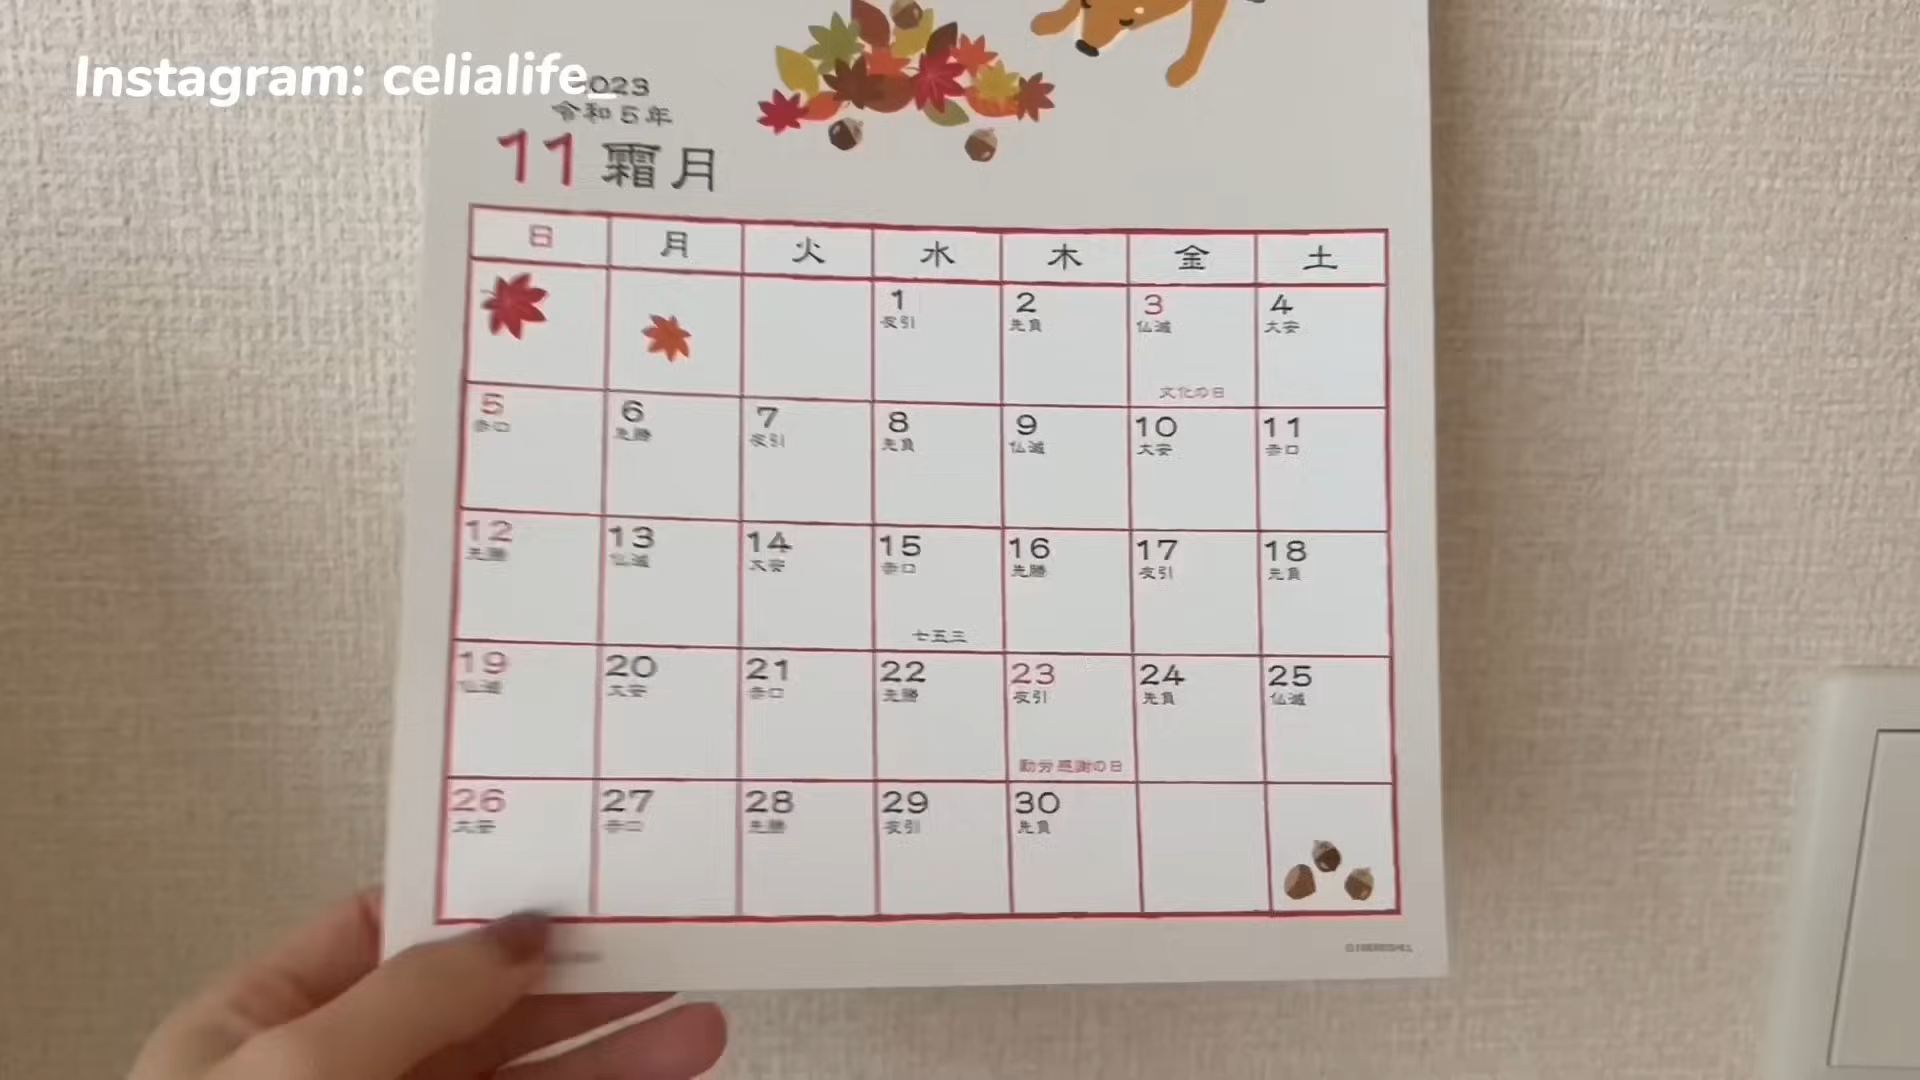 Instagram: celialife_
2023
令和5年
11 霜月
日 月 火 水 木 金 土
1 2 3 4
友引 先負 仏滅 大安
文化の日
5 6 7 8 9 10 11
赤口 先勝 友引 先負 仏滅 大安 赤口
12 13 14 15 16 17 18
先勝 仏滅 大安 赤口 先勝 友引 先負
七五三
19 20 21 22 23 24 25
仏滅 大安 赤口 先勝 友引 先負 仏滅
勤労感謝の日
26 27 28 29 30
大安 赤口 先勝 友引 先負